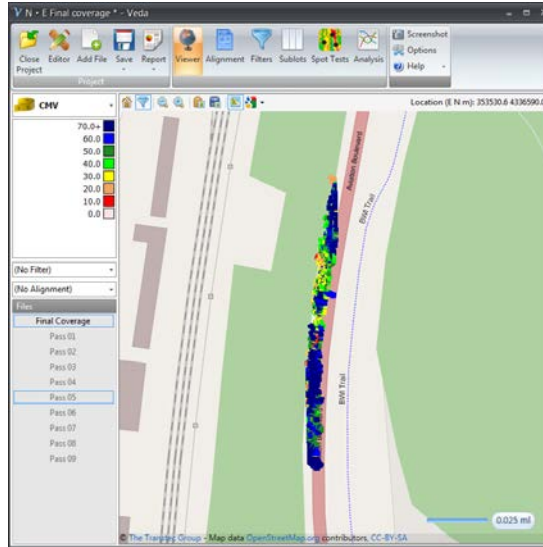 N - E Final coverage * - Veda
Close Project
Editor
Add File
Save
Report
Project
Viewer
Alignment
Filters
Sublots
Spot Tests
Analysis
Screenshot
Options
Help
CMV
Location (E N m): 353530.6 4336590.
70.0+
60.0
50.0
40.0
30.0
20.0
10.0
0.0
(No Filter)
(No Alignment)
Files
Final Coverage
Pass 01
Pass 02
Pass 03
Pass 04
Pass 05
Pass 06
Pass 07
Pass 08
Pass 09
Aviation Boulevard
BWI Trail
BWI Trail
0.025 mi
© The Transtec Group - Map data OpenStreetMap.org contributors, CC-BY-SA